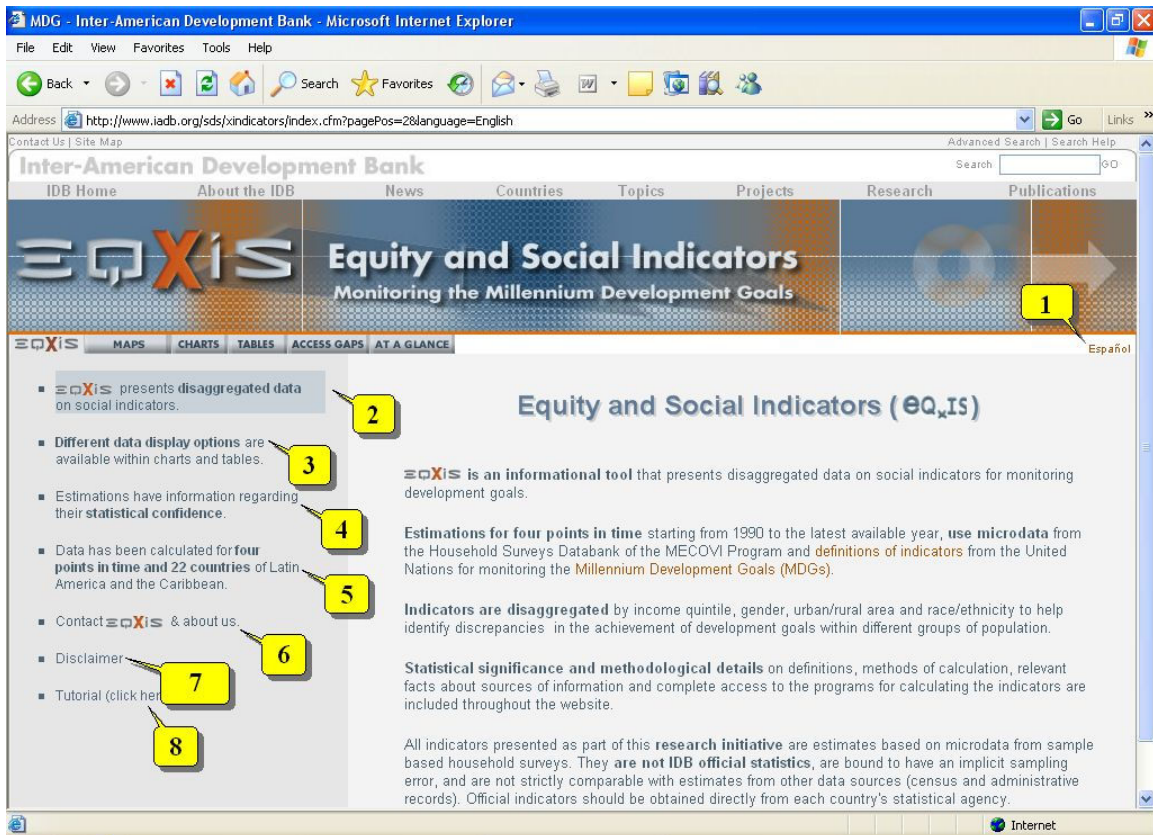 MDG - Inter-American Development Bank - Microsoft Internet Explorer
File Edit View Favorites Tools Help
Back Search Favorites
Address http://www.iadb.org/sds/xindicators/index.cfm?pagePos=2&language=English Go Links »
Contact Us | Site Map Advanced Search | Search Help
Inter-American Development Bank Search GO
IDB Home About the IDB News Countries Topics Projects Research Publications
EQXIS Equity and Social Indicators
Monitoring the Millennium Development Goals
1
EQXIS MAPS CHARTS TABLES ACCESS GAPS AT A GLANCE Español
EQXIS presents disaggregated data
on social indicators.
2
Different data display options are
available within charts and tables.
3
Estimations have information regarding
their statistical confidence.
4
Data has been calculated for four
points in time and 22 countries of Latin
America and the Caribbean.
5
Contact EQXIS & about us.
6
Disclaimer
7
Tutorial (click
8
Equity and Social Indicators (eQxIS)
EQXIS is an informational tool that presents disaggregated data on social indicators for monitoring
development goals.
Estimations for four points in time starting from 1990 to the latest available year, use microdata from
the Household Surveys Databank of the MECOVI Program and definitions of indicators from the United
Nations for monitoring the Millennium Development Goals (MDGs).
Indicators are disaggregated by income quintile, gender, urban/rural area and race/ethnicity to help
identify discrepancies in the achievement of development goals within different groups of population.
Statistical significance and methodological details on definitions, methods of calculation, relevant
facts about sources of information and complete access to the programs for calculating the indicators are
included throughout the website.
All indicators presented as part of this research initiative are estimates based on microdata from sample
based household surveys. They are not IDB official statistics, are bound to have an implicit sampling
error, and are not strictly comparable with estimates from other data sources (census and administrative
records). Official indicators should be obtained directly from each country's statistical agency.
Internet